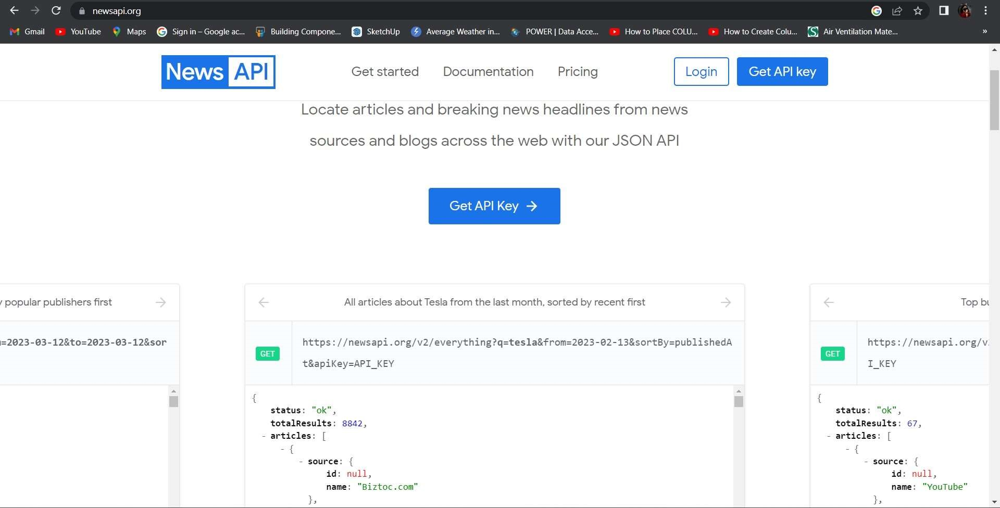 newsapi.org
Gmail YouTube Maps Sign in – Google ac... Building Compone... SketchUp Average Weather in... POWER | Data Acce... How to Place COLU... How to Create Colu... Air Ventilation Mate... »
News API Get started Documentation Pricing Login Get API key
Locate articles and breaking news headlines from news
sources and blogs across the web with our JSON API
Get API Key →
popular publishers first →
=2023-03-12&to=2023-03-12&sor
← All articles about Tesla from the last month, sorted by recent first →
GET
https://newsapi.org/v2/everything?q=tesla&from=2023-02-13&sortBy=publishedA
t&apiKey=API_KEY
{
status: "ok",
totalResults: 8842,
- articles: [
- {
- source: {
id: null,
name: "Biztoc.com"
},
← Top bu
GET
https://newsapi.org/v
I_KEY
{
status: "ok",
totalResults: 67,
- articles: [
- {
- source: {
id: null,
name: "YouTube"
},